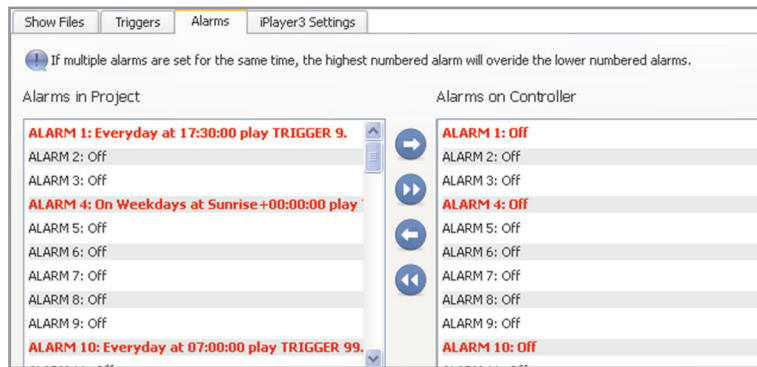 Show Files
Triggers
Alarms
iPlayer3 Settings
If multiple alarms are set for the same time, the highest numbered alarm will overide the lower numbered alarms.
Alarms in Project
ALARM 1: Everyday at 17:30:00 play TRIGGER 9.
ALARM 2: Off
ALARM 3: Off
ALARM 4: On Weekdays at Sunrise+00:00:00 play
ALARM 5: Off
ALARM 6: Off
ALARM 7: Off
ALARM 8: Off
ALARM 9: Off
ALARM 10: Everyday at 07:00:00 play TRIGGER 99.
Alarms on Controller
ALARM 1: Off
ALARM 2: Off
ALARM 3: Off
ALARM 4: Off
ALARM 5: Off
ALARM 6: Off
ALARM 7: Off
ALARM 8: Off
ALARM 9: Off
ALARM 10: Off